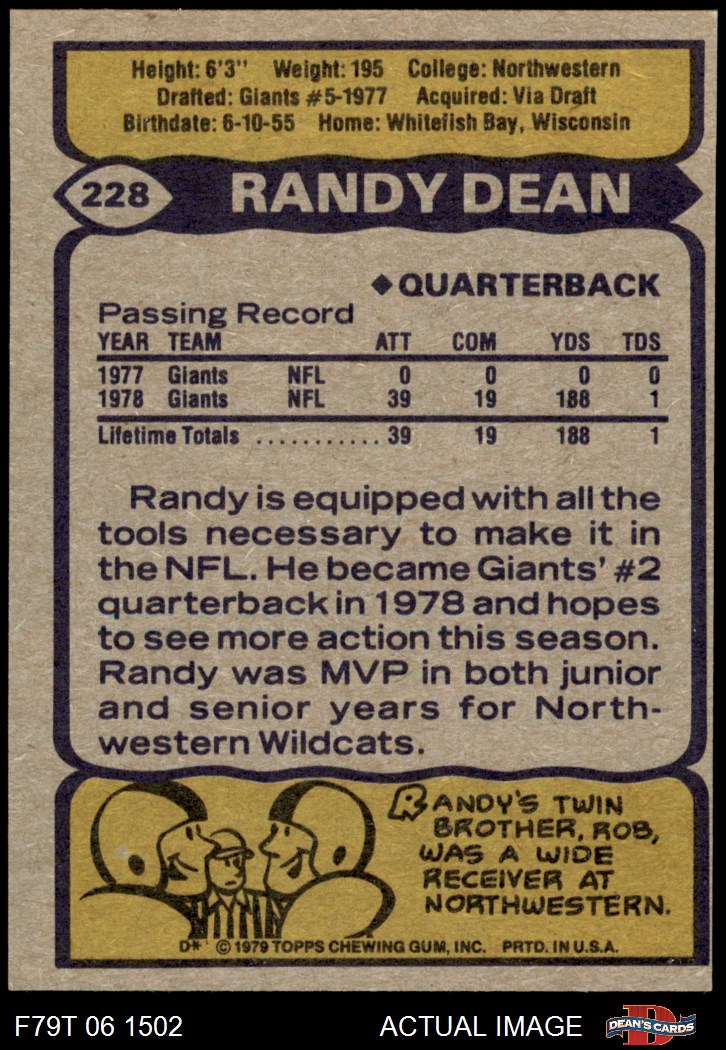 Height: 6'3" Weight: 195 College: Northwestern
Drafted: Giants #5-1977 Acquired: Via Draft
Birthdate: 6-10-55 Home: Whitefish Bay, Wisconsin
228 RANDY DEAN
◆QUARTERBACK
Passing Record
YEAR TEAM ATT COM YDS TDS
1977 Giants NFL 0 0 0 0
1978 Giants NFL 39 19 188 1
Lifetime Totals ........... 39 19 188 1
Randy is equipped with all the
tools necessary to make it in
the NFL. He became Giants' #2
quarterback in 1978 and hopes
to see more action this season.
Randy was MVP in both junior
and senior years for North-
western Wildcats.
RANDY'S TWIN
BROTHER, ROB,
WAS A WIDE
RECEIVER AT
NORTHWESTERN.
D* © 1979 TOPPS CHEWING GUM, INC. PRTD. IN U.S.A.
F79T 06 1502 ACTUAL IMAGE DEAN'S CARDS